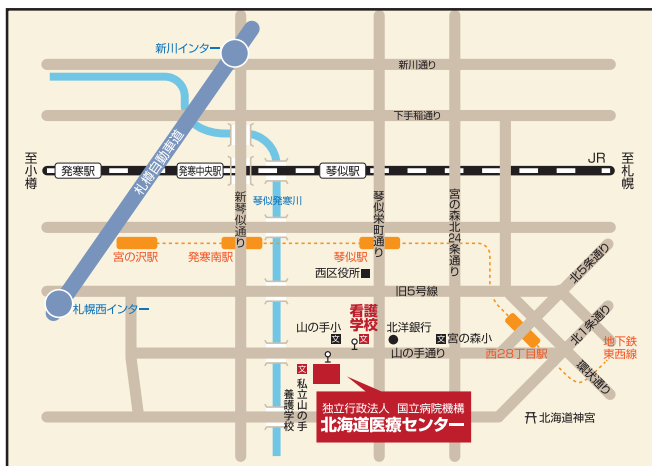 新川インター
新川通り
下手稲通り
札樽自動車道
至小樽
発寒駅
発寒中央駅
琴似駅
JR
至札幌
新琴似通り
琴似発寒川
琴似栄町通り
宮の森北24条通り
宮の沢駅
発寒南駅
琴似駅
西区役所
北5条通り
札幌西インター
旧5号線
看護
学校
山の手小
北洋銀行
宮の森小
北1条通り
地下鉄
東西線
文
文
文
山の手通り
西28丁目駅
環状通り
文
私立山の手
養護学校
独立行政法人 国立病院機構
北海道医療センター
北海道神宮